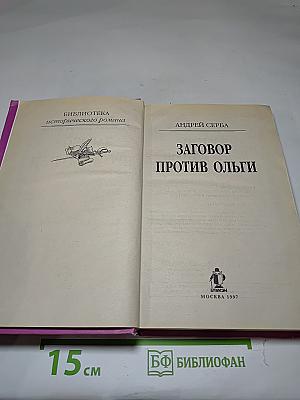 БИБЛИОТЕКА
исторического романа
АНДРЕЙ СЕРБА
ЗАГОВОР
ПРОТИВ ОЛЬГИ
МОСКВА 1997
15 см
БФ БИБЛИОФАН